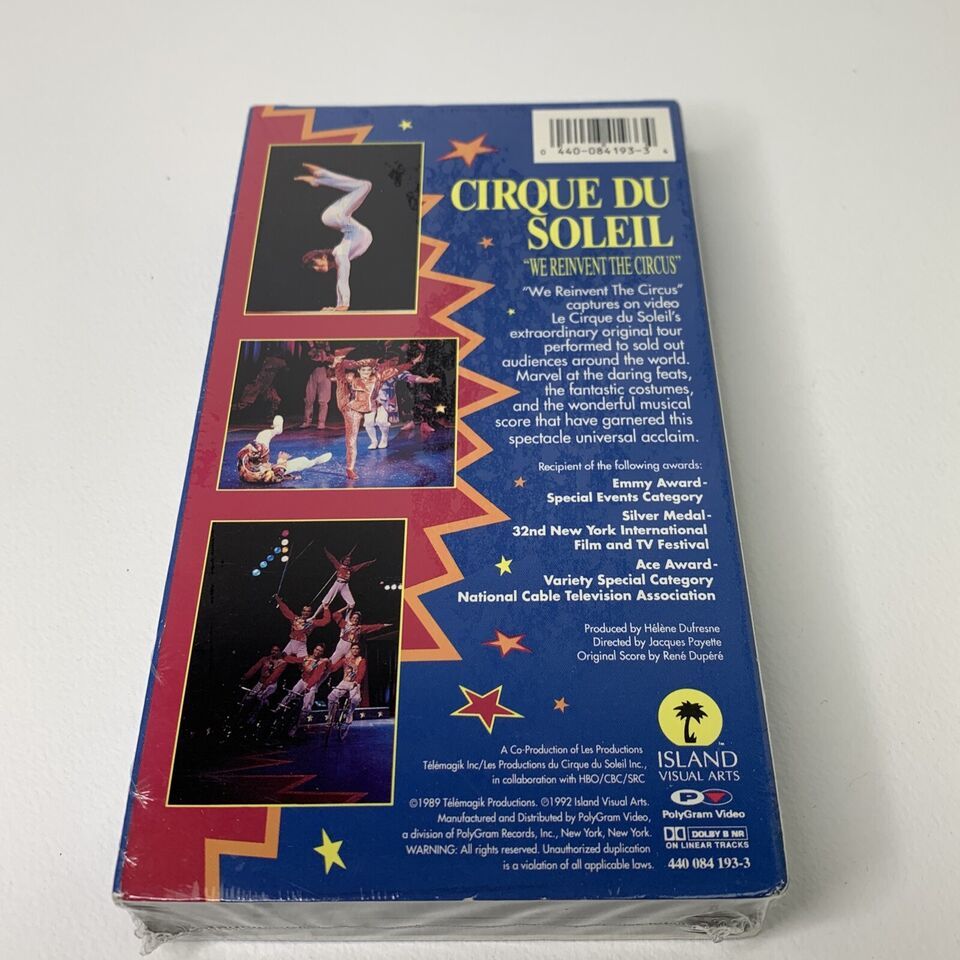 0 440-084 193-3 4
CIRQUE DU
SOLEIL
"WE REINVENT THE CIRCUS"
"We Reinvent The Circus"
captures on video
Le Cirque du Soleil's
extraordinary original tour
performed to sold out
audiences around the world.
Marvel at the daring feats,
the fantastic costumes,
and the wonderful musical
score that have garnered this
spectacle universal acclaim.
Recipient of the following awards:
Emmy Award-
Special Events Category
Silver Medal-
32nd New York International
Film and TV Festival
Ace Award-
Variety Special Category
National Cable Television Association
Produced by Hélène Dufresne
Directed by Jacques Payette
Original Score by René Dupéré
A Co-Production of Les Productions
Télémagik Inc/Les Productions du Cirque du Soleil Inc.,
in collaboration with HBO/CBC/SRC
©1989 Télémagik Productions. ℗1992 Island Visual Arts.
Manufactured and Distributed by PolyGram Video,
a division of PolyGram Records, Inc., New York, New York.
WARNING: All rights reserved. Unauthorized duplication
is a violation of all applicable laws.
ISLAND™
VISUAL ARTS
PolyGram Video
DOLBY B NR
ON LINEAR TRACKS
440 084 193-3